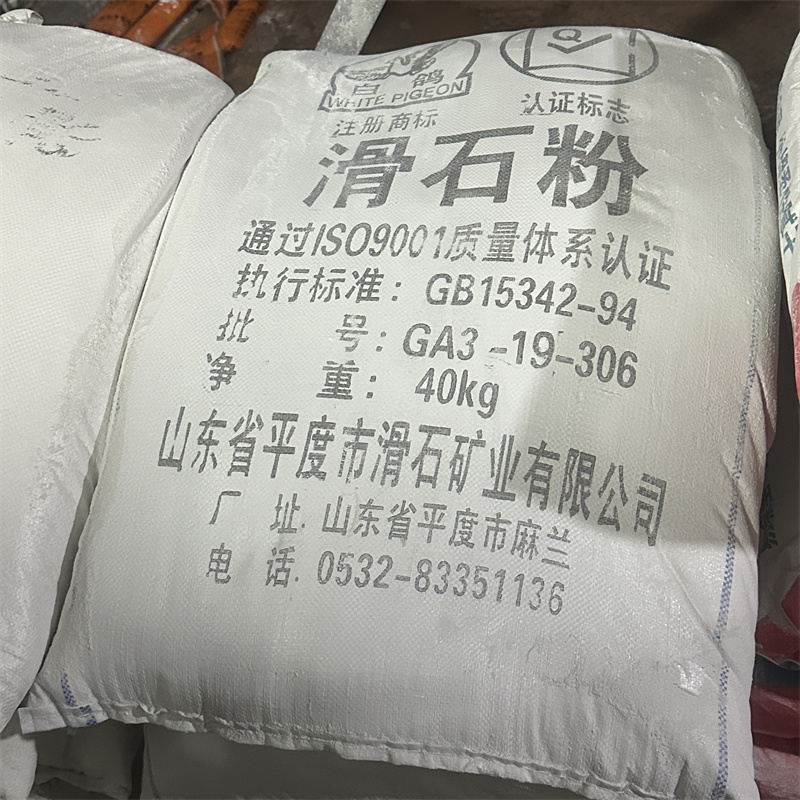 白鸽
WHITE PIGEON
注册商标
Q
认证标志
滑石粉
通过ISO9001质量体系认证
执行标准：GB15342-94
批 号：GA3-19-306
净 重：40kg
山东省平度市滑石矿业有限公司
厂 址.山东省平度市麻兰
电 话.0532-83351136